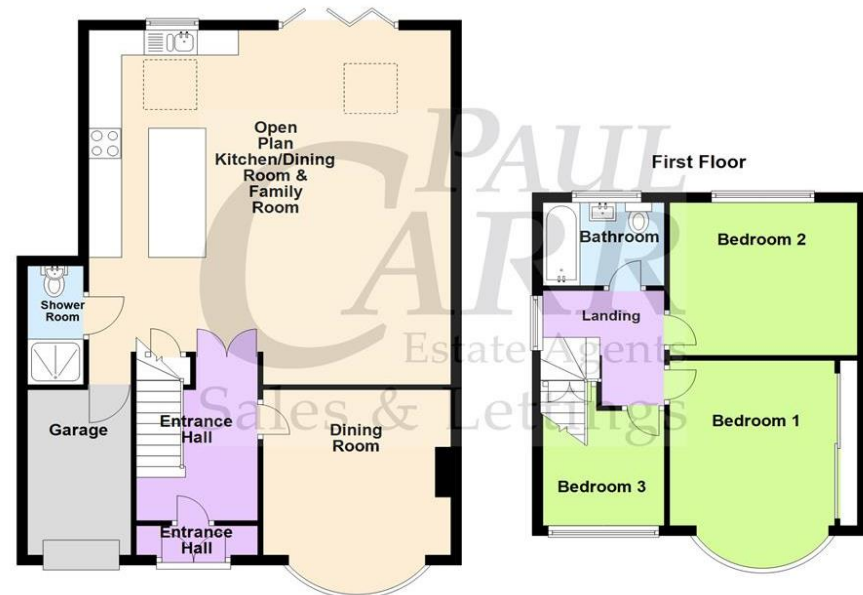 Open
Plan
Kitchen/Dining
Room &
Family
Room
Shower
Room
Garage
Entrance
Hall
Dining
Room
Entrance
Hall
First Floor
Bathroom
Bedroom 2
Landing
Bedroom 1
Bedroom 3
PAUL
CARR
Estate Agents
Sales & Lettings